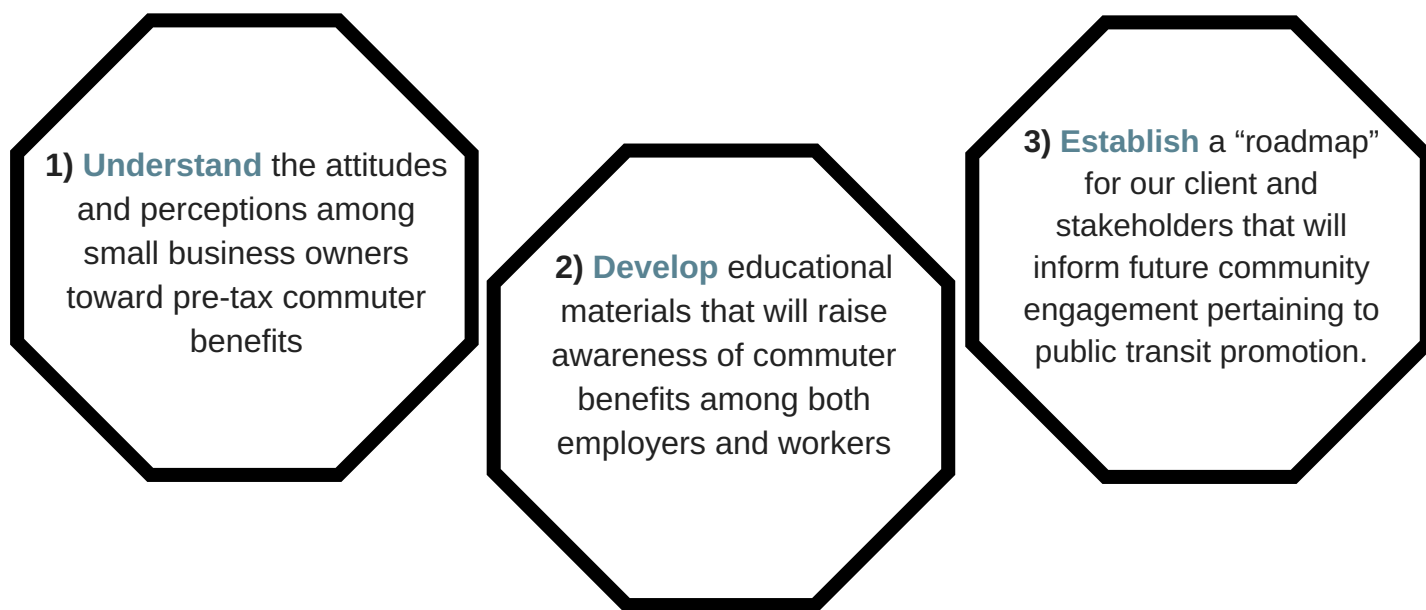 1) Understand the attitudes
and perceptions among
small business owners
toward pre-tax commuter
benefits
2) Develop educational
materials that will raise
awareness of commuter
benefits among both
employers and workers
3) Establish a “roadmap”
for our client and
stakeholders that will
inform future community
engagement pertaining to
public transit promotion.